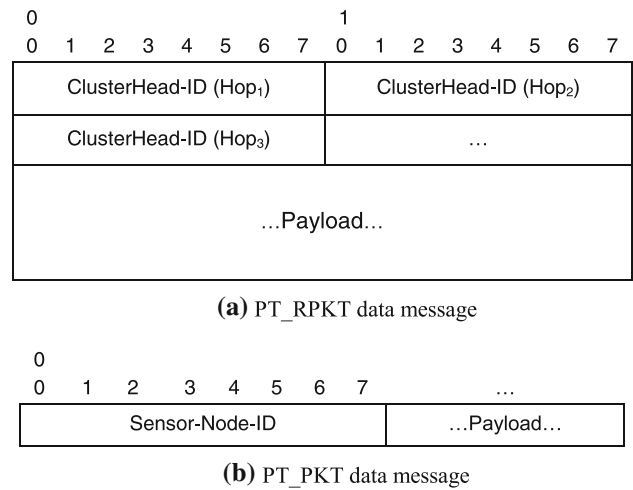 0 1
0 1 2 3 4 5 6 7 0 1 2 3 4 5 6 7
ClusterHead-ID (Hop₁) ClusterHead-ID (Hop₂)
ClusterHead-ID (Hop₃) ...
...Payload...
(a) PT_RPKT data message
0
0 1 2 3 4 5 6 7 ...
Sensor-Node-ID ...Payload...
(b) PT_PKT data message